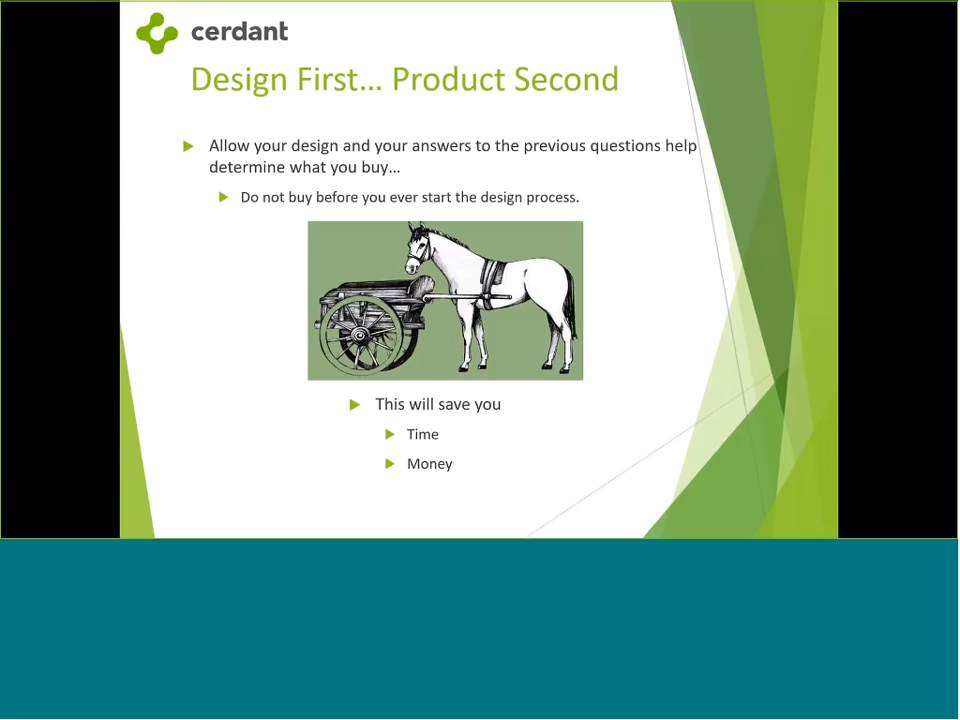 cerdant
Design First... Product Second
Allow your design and your answers to the previous questions help
determine what you buy...
Do not buy before you ever start the design process.
This will save you
Time
Money